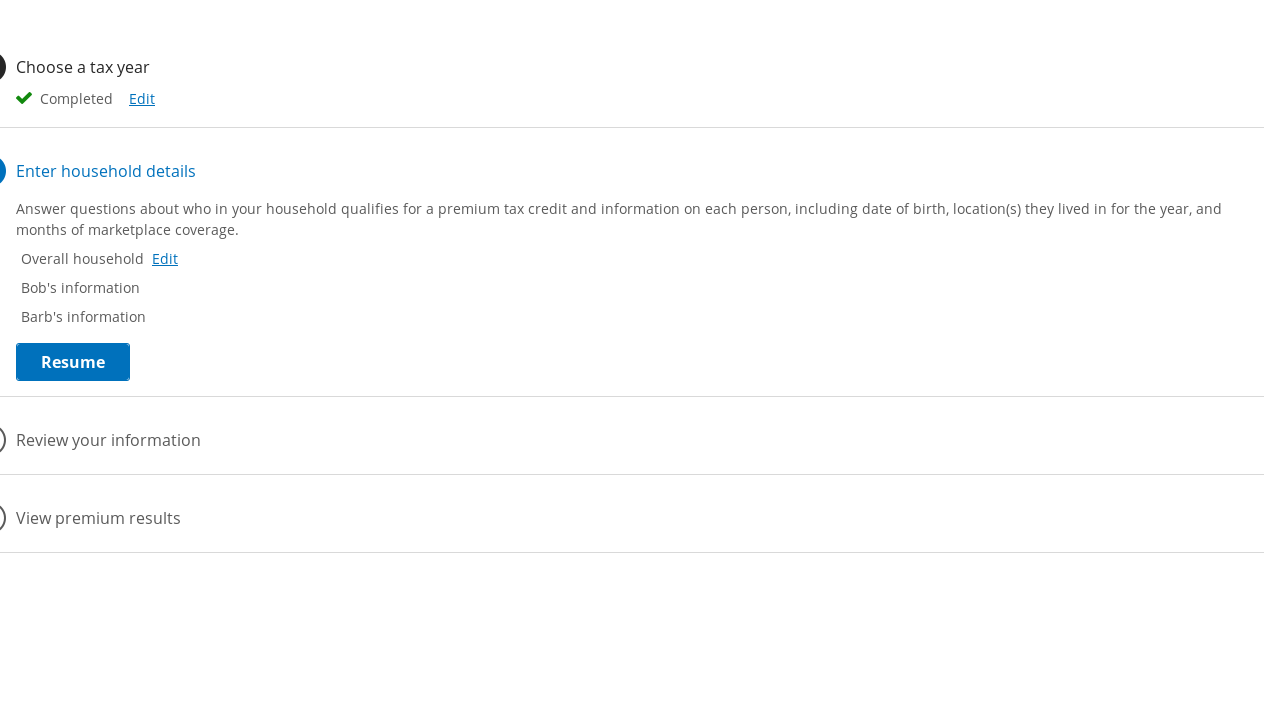 Choose a tax year
Completed Edit
Enter household details
Answer questions about who in your household qualifies for a premium tax credit and information on each person, including date of birth, location(s) they lived in for the year, and
months of marketplace coverage.
Overall household Edit
Bob's information
Barb's information
Resume
Review your information
View premium results